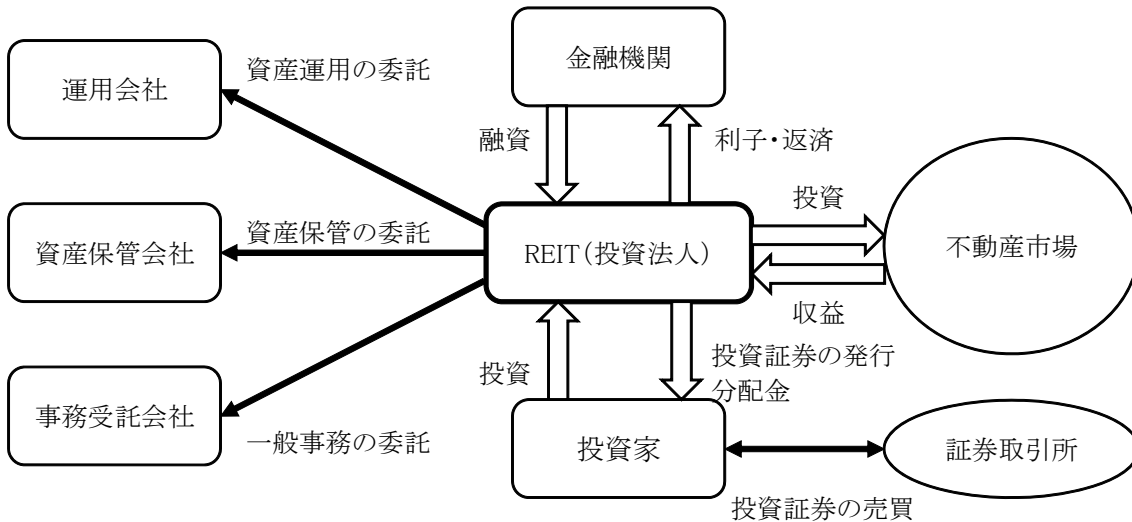 金融機関
運用会社
資産運用の委託
融資
利子・返済
投資
資産保管会社
資産保管の委託
REIT(投資法人)
不動産市場
収益
投資
投資証券の発行
分配金
事務受託会社
一般事務の委託
投資家
証券取引所
投資証券の売買